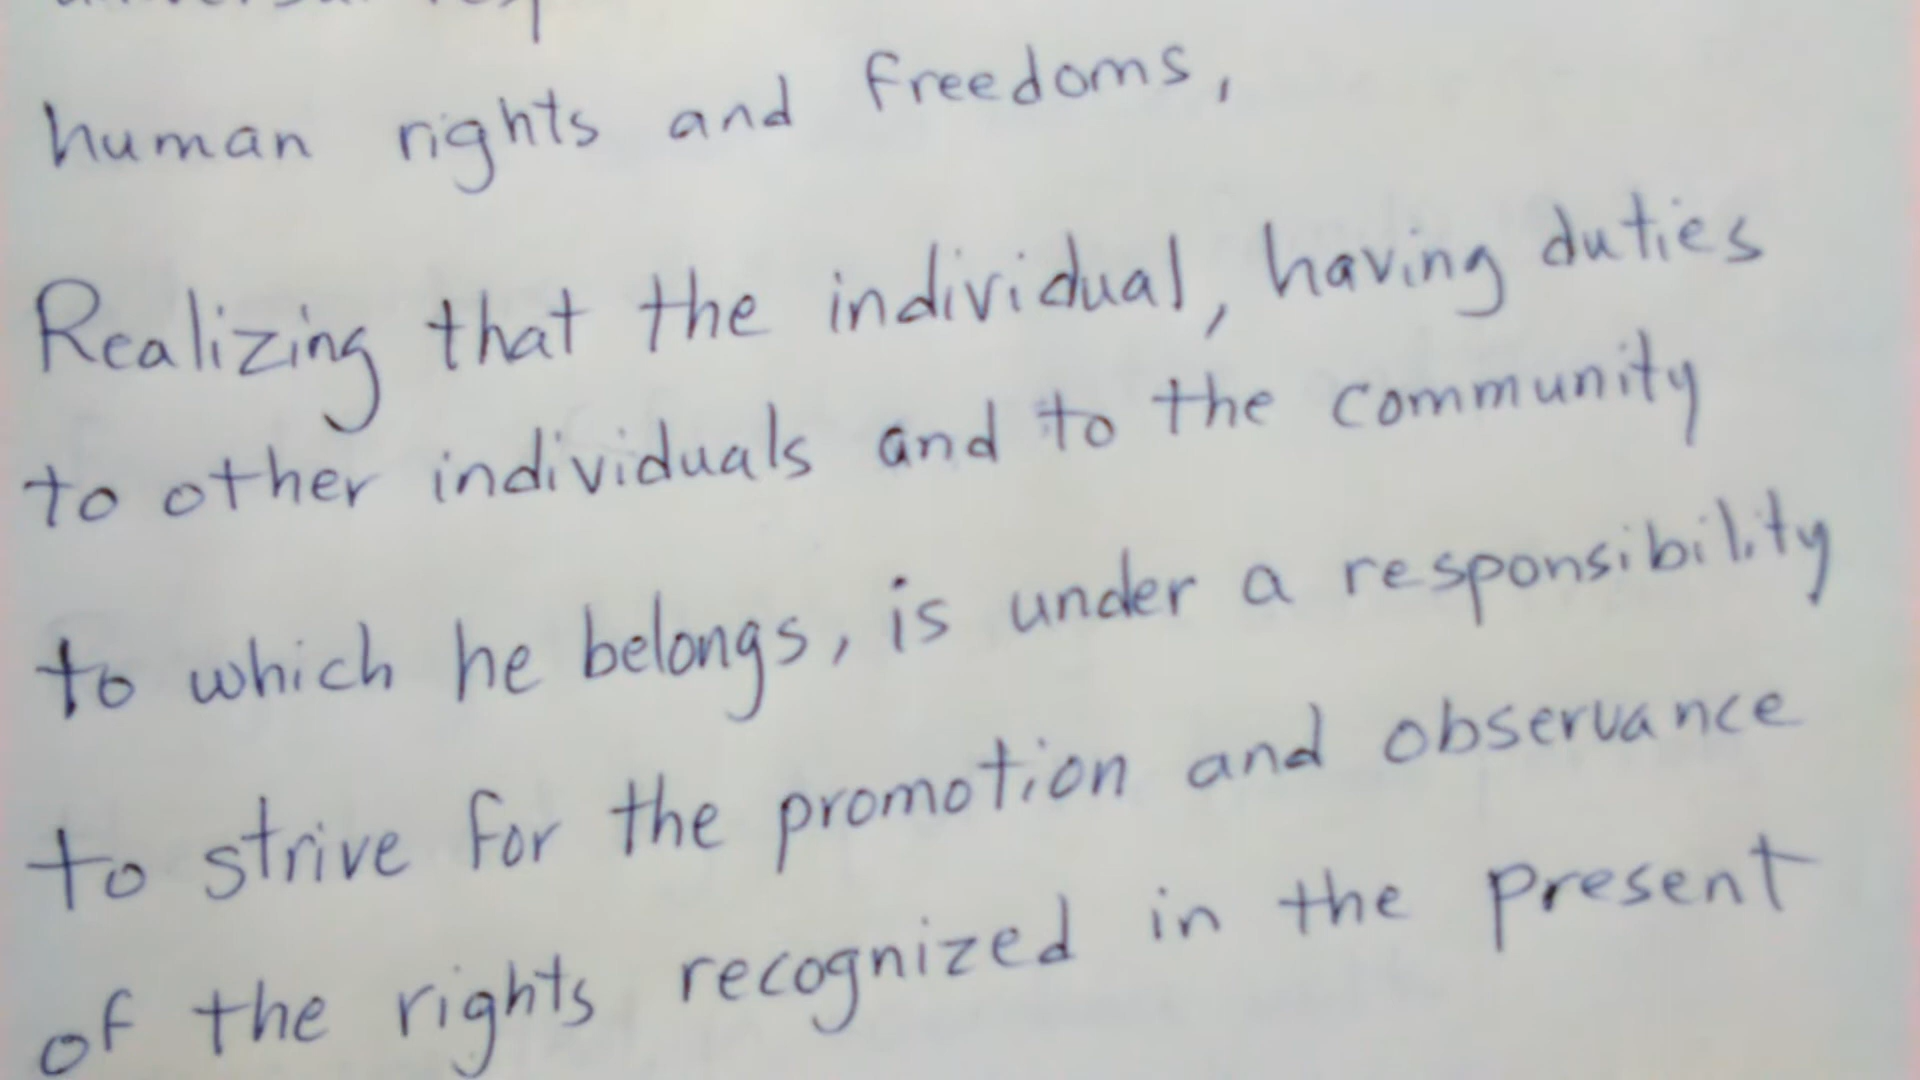 human rights and freedoms,
Realizing that the individual, having duties
to other individuals and to the community
to which he belongs, is under a responsibility
to strive for the promotion and observance
of the rights recognized in the present